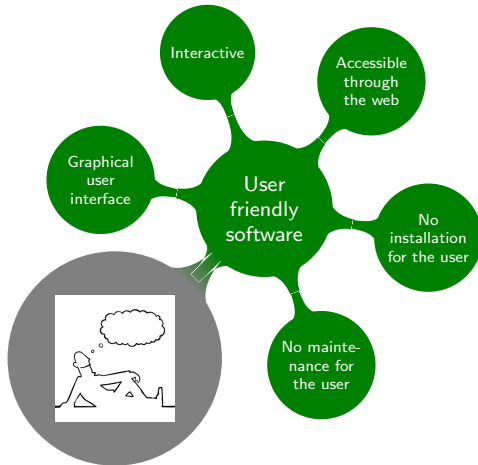 Interactive
Accessible
through
the web
Graphical
user
interface
User
friendly
software
No
installation
for the user
No mainte-
nance for
the user